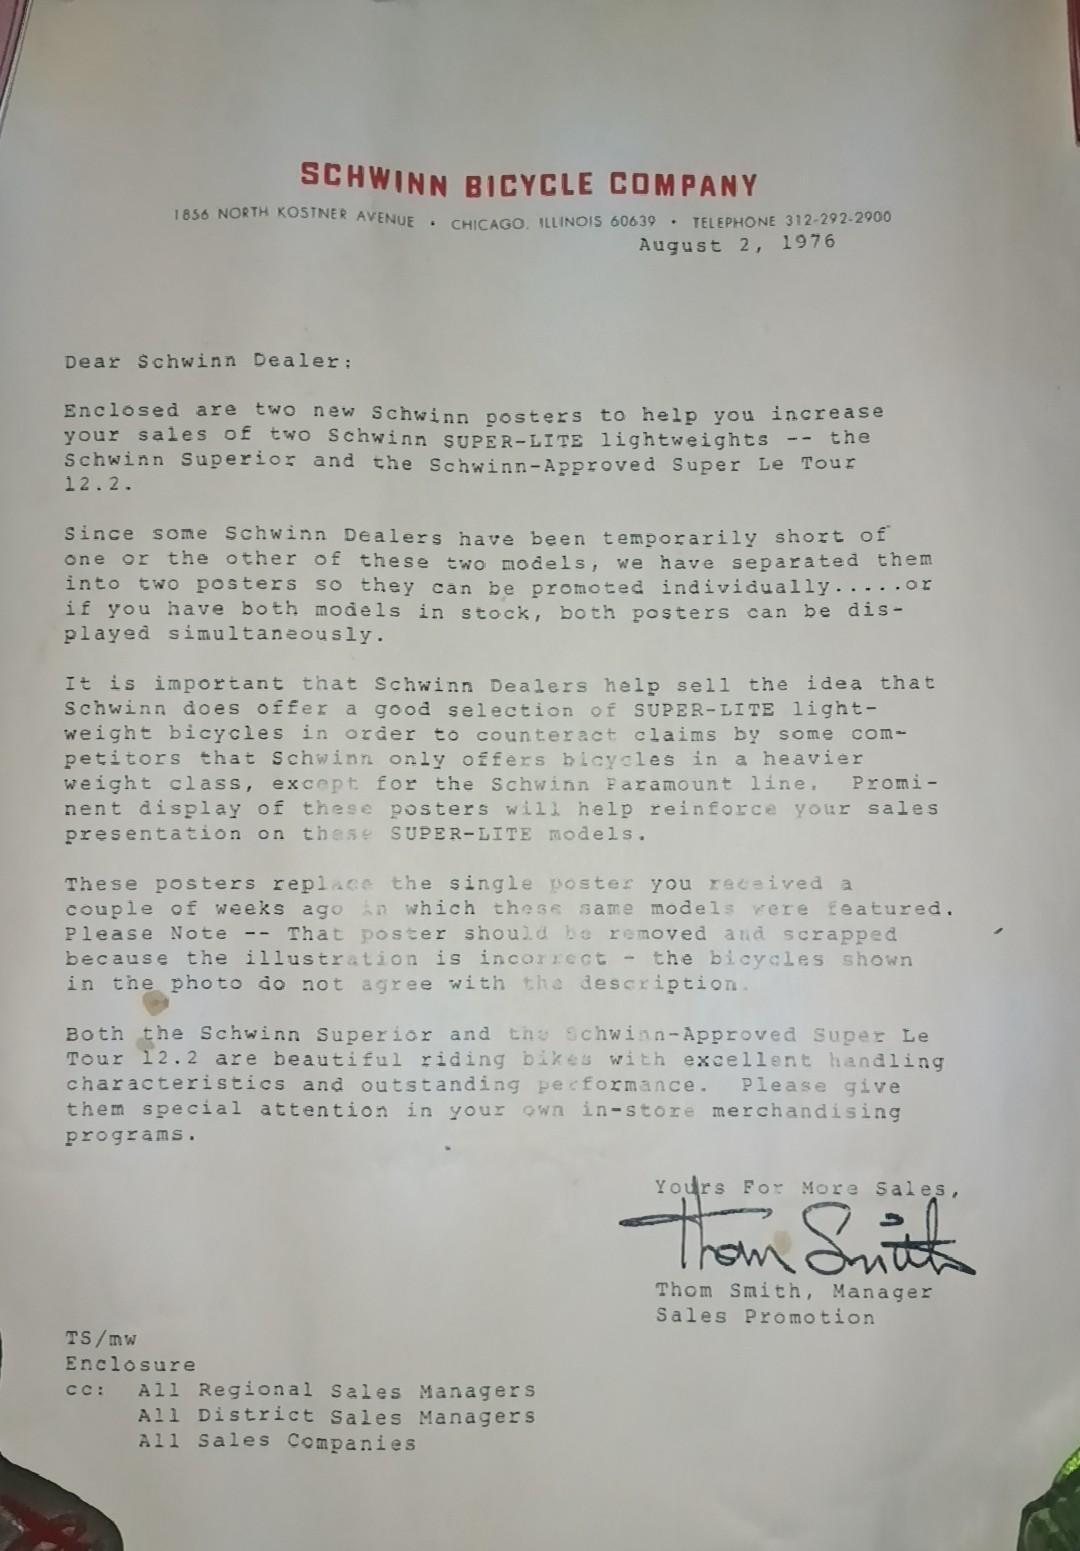 SCHWINN BICYCLE COMPANY
1856 NORTH KOSTNER AVENUE • CHICAGO, ILLINOIS 60639 • TELEPHONE 312-292-2900
August 2, 1976
Dear Schwinn Dealer:
Enclosed are two new Schwinn posters to help you increase
your sales of two Schwinn SUPER-LITE lightweights -- the
Schwinn Superior and the Schwinn-Approved Super Le Tour
12.2.
Since some Schwinn Dealers have been temporarily short of
one or the other of these two models, we have separated them
into two posters so they can be promoted individually.....or
if you have both models in stock, both posters can be dis-
played simultaneously.
It is important that Schwinn Dealers help sell the idea that
Schwinn does offer a good selection of SUPER-LITE light-
weight bicycles in order to counteract claims by some com-
petitors that Schwinn only offers bicycles in a heavier
weight class, except for the Schwinn Paramount line. Promi-
nent display of these posters will help reinforce your sales
presentation on these SUPER-LITE models.
These posters replace the single poster you received a
couple of weeks ago in which these same models were featured.
Please Note -- That poster should be removed and scrapped
because the illustration is incorrect - the bicycles shown
in the photo do not agree with the description.
Both the Schwinn Superior and the Schwinn-Approved Super Le
Tour 12.2 are beautiful riding bikes with excellent handling
characteristics and outstanding performance. Please give
them special attention in your own in-store merchandising
programs.
Yours For More Sales,
Thom Smith
Thom Smith, Manager
Sales Promotion
TS/mw
Enclosure
cc: All Regional Sales Managers
All District Sales Managers
All Sales Companies